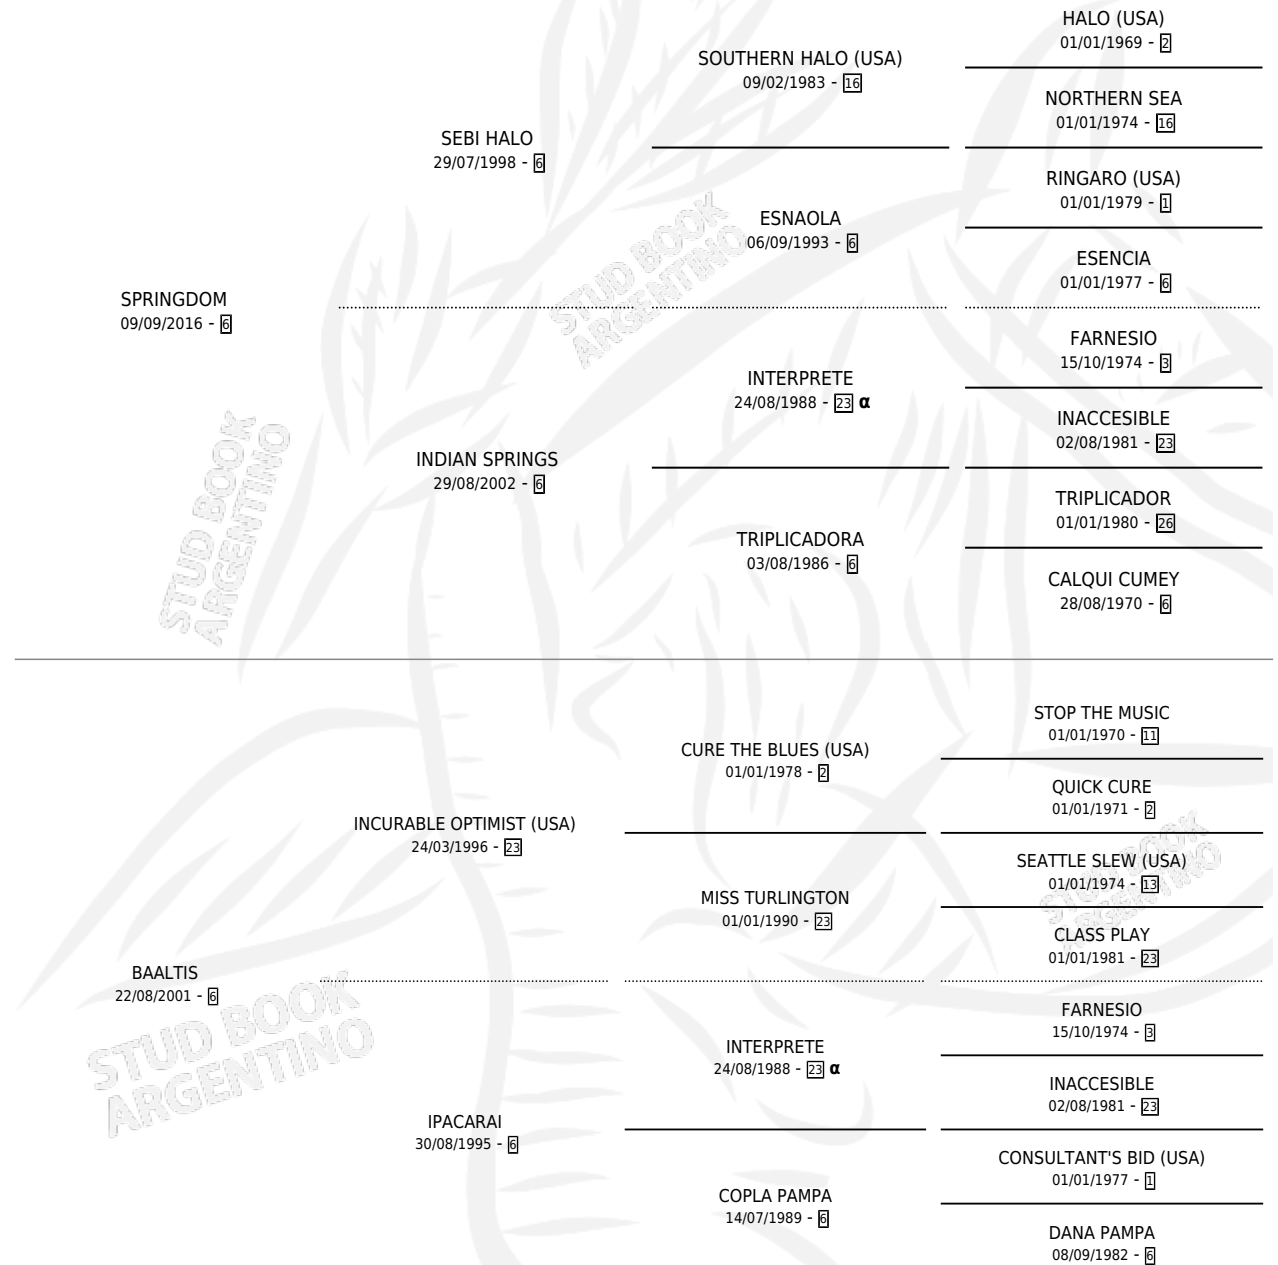 HALO (USA)
01/01/1969 - 2
SOUTHERN HALO (USA)
09/02/1983 - 16
NORTHERN SEA
01/01/1974 - 16
SEBI HALO
29/07/1998 - 6
RINGARO (USA)
01/01/1979 - 1
ESNAOLA
06/09/1993 - 6
ESENCIA
01/01/1977 - 6
STUD BOOK
ARGENTINO
SPRINGDOM
09/09/2016 - 6
FARNESIO
15/10/1974 - 3
INTERPRETE
24/08/1988 - 23 α
INACCESIBLE
02/08/1981 - 23
INDIAN SPRINGS
29/08/2002 - 6
TRIPLICADOR
01/01/1980 - 26
TRIPLICADORA
03/08/1986 - 6
CALQUI CUMEY
28/08/1970 - 6
STUD BOOK
ARGENTINO
STOP THE MUSIC
01/01/1970 - 11
CURE THE BLUES (USA)
01/01/1978 - 2
QUICK CURE
01/01/1971 - 2
INCURABLE OPTIMIST (USA)
24/03/1996 - 23
SEATTLE SLEW (USA)
01/01/1974 - 13
MISS TURLINGTON
01/01/1990 - 23
CLASS PLAY
01/01/1981 - 23
STUD BOOK
ARGENTINO
BAALTIS
22/08/2001 - 6
FARNESIO
15/10/1974 - 3
INTERPRETE
24/08/1988 - 23 α
INACCESIBLE
02/08/1981 - 23
IPACARAI
30/08/1995 - 6
CONSULTANT'S BID (USA)
01/01/1977 - 1
COPLA PAMPA
14/07/1989 - 6
DANA PAMPA
08/09/1982 - 6
STUD BOOK
ARGENTINO